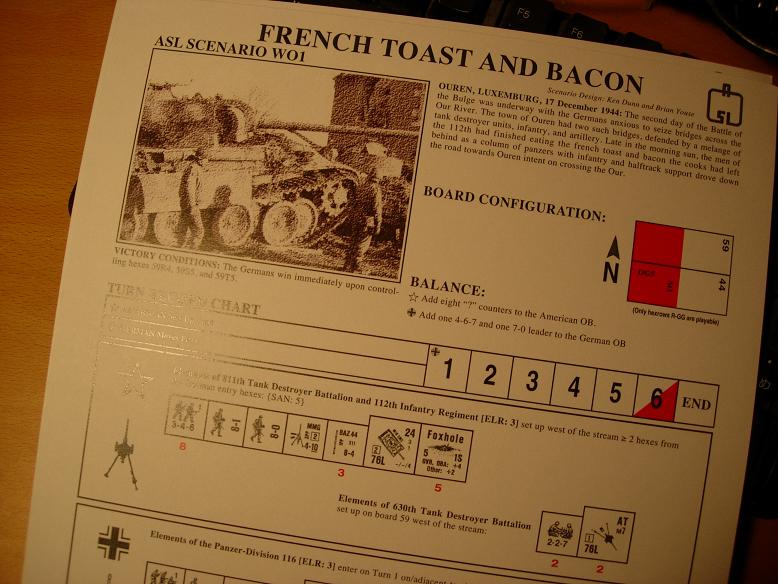 F5
F6
FRENCH TOAST AND BACON
ASL SCENARIO WO1
Scenario Design: Ken Dunn and Brian Youse
A
SL
OUREN, LUXEMBURG, 17 December 1944: The second day of the Battle of
the Bulge was underway with the Germans anxious to seize bridges across the
Our River. The town of Ouren had two such bridges, defended by a melange of
tank destroyer units, infantry, and artillery. Late in the morning sun, the men of
the 112th had finished eating the french toast and bacon the cooks had left
behind as a column of panzers with infantry and halftrack support drove down
the road towards Ouren intent on crossing the Our.
BOARD CONFIGURATION:
N
59
44
(Only hexrows R-GG are playable)
VICTORY CONDITIONS: The Germans win immediately upon control-
ling hexes 59R4, 59S5, and 59T5.
BALANCE:
☆ Add eight "?" counters to the American OB.
✚ Add one 4-6-7 and one 7-0 leader to the German OB
TURN RECORD CHART
1 2 3 4 5 6 END
of 811th Tank Destroyer Battalion and 112th Infantry Regiment [ELR: 3] set up west of the stream ≥ 2 hexes from
entry hexes: {SAN: 5}
3-4-6
8-1
8-0
MMG
4-10
BAZ 44
8-4
24
76L
-/-/4
Foxhole
5 1S
OVR, OBA: +4
Other: +2
8
3
5
Elements of 630th Tank Destroyer Battalion
set up on board 59 west of the stream:
2-2-7
AT
M7
76L
2
2
Elements of the Panzer-Division 116 [ELR: 3] enter on Turn 1 on/adjacent